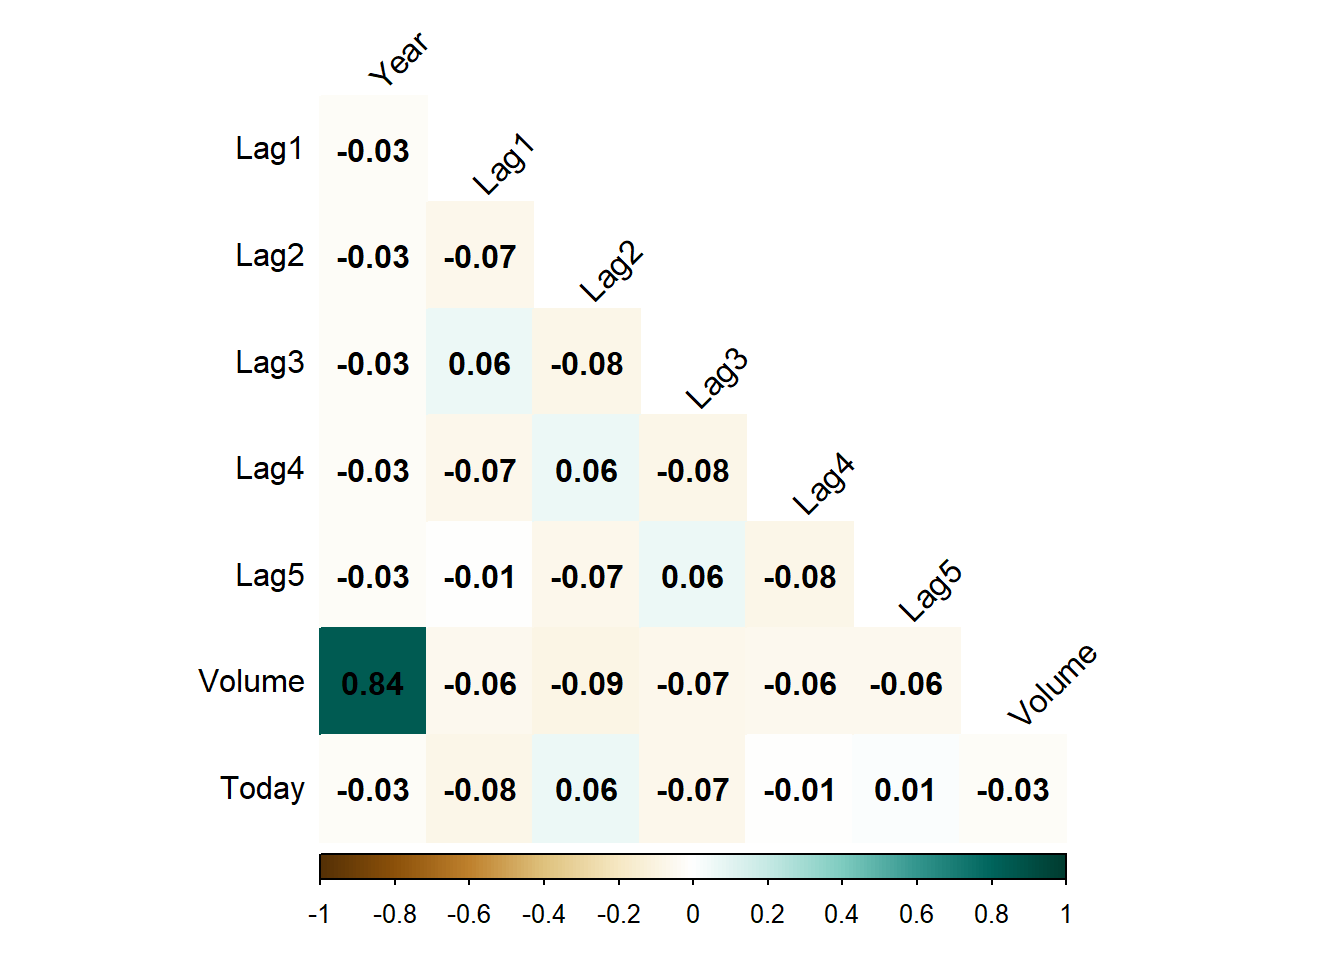 Year
Lag1 -0.03 Lag1
Lag2 -0.03 -0.07 Lag2
Lag3 -0.03 0.06 -0.08 Lag3
Lag4 -0.03 -0.07 0.06 -0.08 Lag4
Lag5 -0.03 -0.01 -0.07 0.06 -0.08 Lag5
Volume 0.84 -0.06 -0.09 -0.07 -0.06 -0.06 Volume
Today -0.03 -0.08 0.06 -0.07 -0.01 0.01 -0.03
-1 -0.8 -0.6 -0.4 -0.2 0 0.2 0.4 0.6 0.8 1